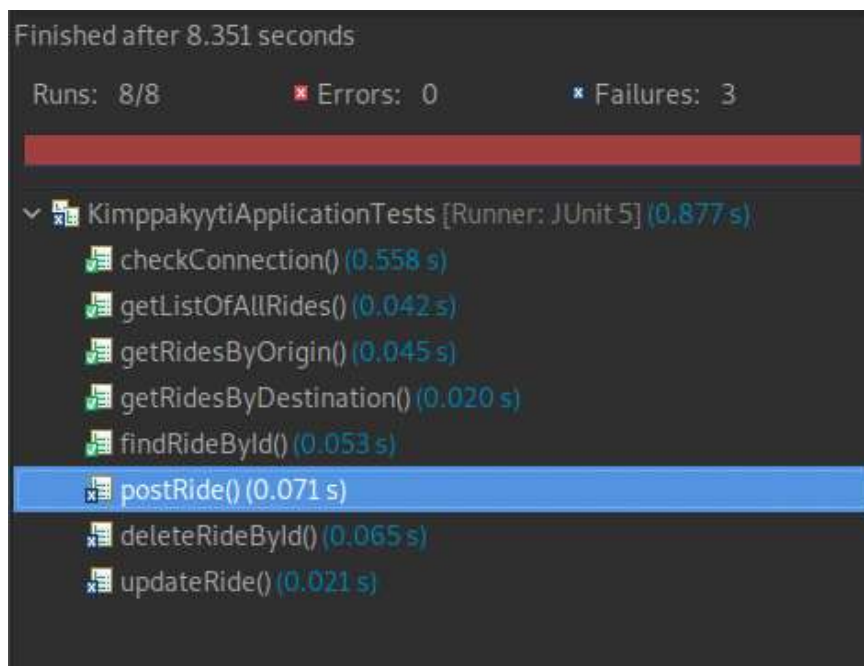 Finished after 8.351 seconds
Runs: 8/8 Errors: 0 Failures: 3
KimppakyytiApplicationTests [Runner: JUnit 5] (0.877 s)
checkConnection() (0.558 s)
getListOfAllRides() (0.042 s)
getRidesByOrigin() (0.045 s)
getRidesByDestination() (0.020 s)
findRideById() (0.053 s)
postRide() (0.071 s)
deleteRideById() (0.065 s)
updateRide() (0.021 s)